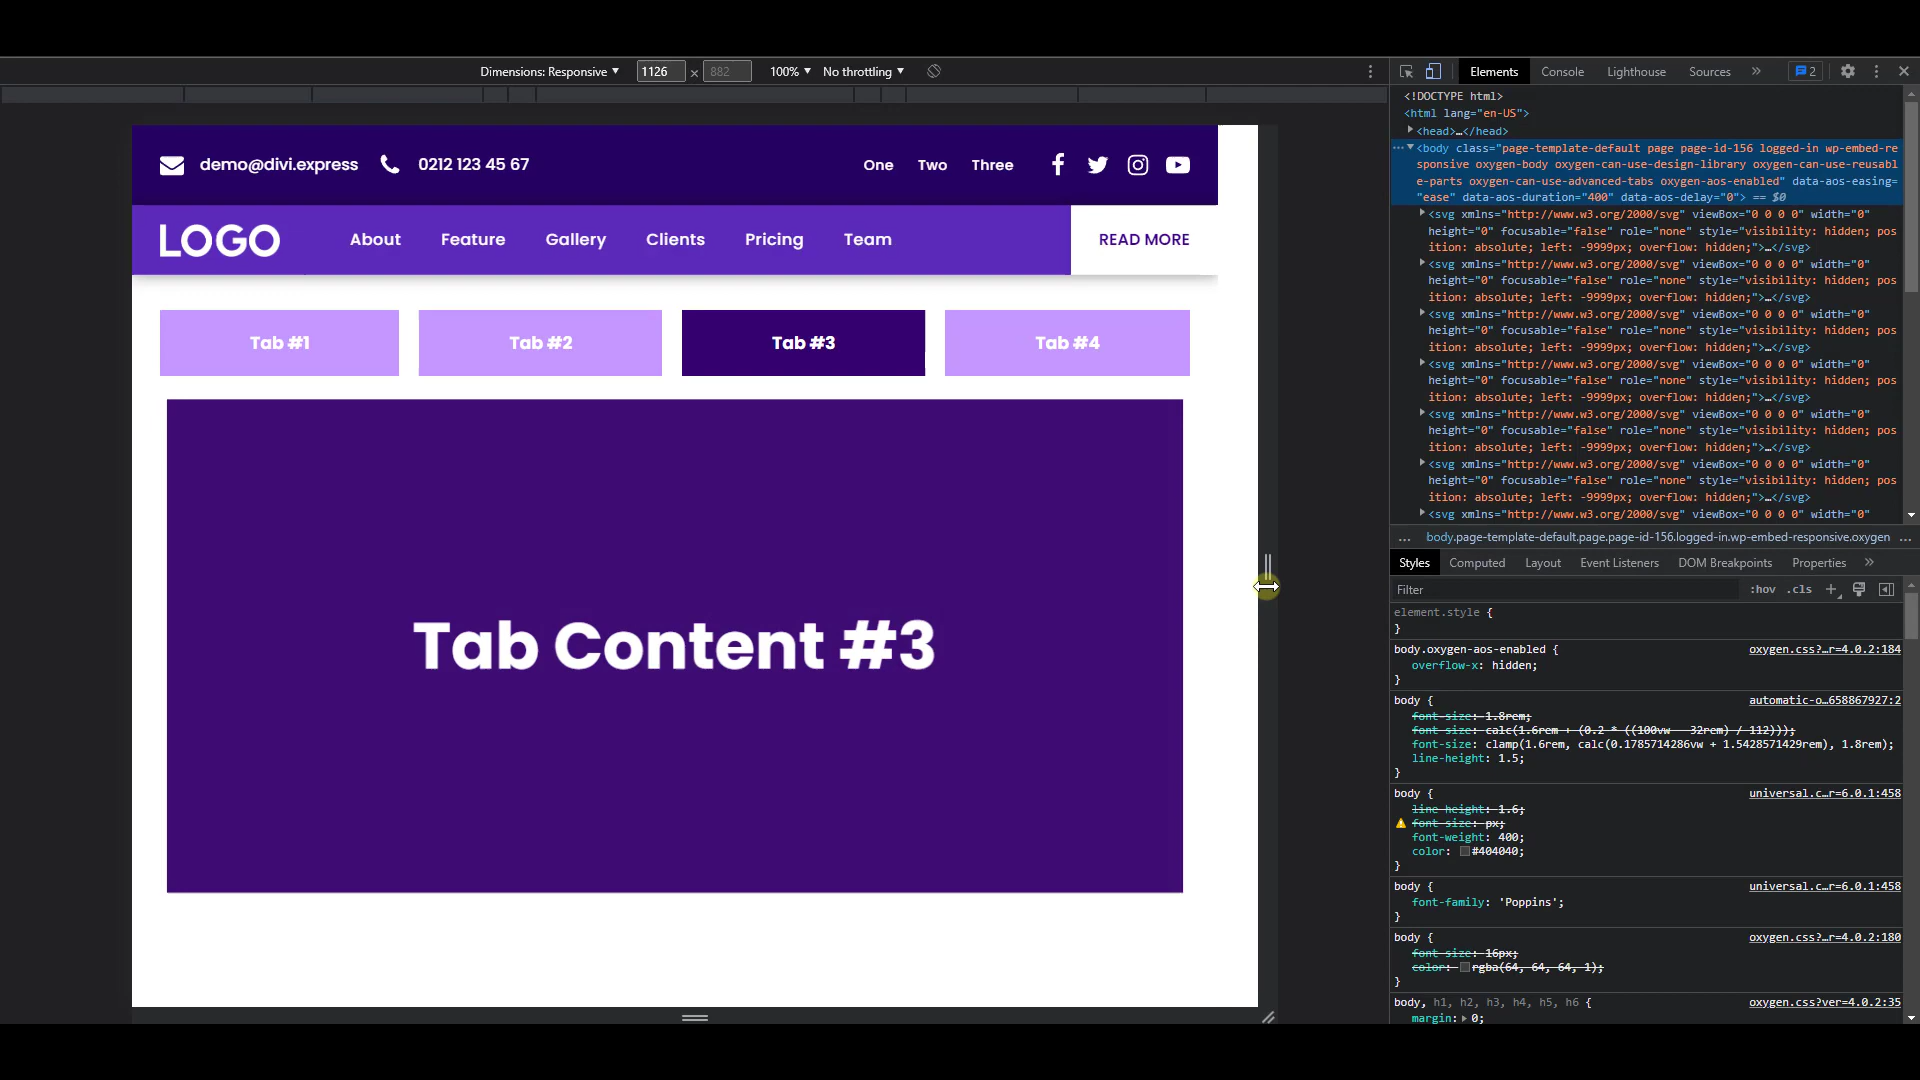 Dimensions: Responsive ▼ 1126 × 882 100% ▼ No throttling ▼
Elements Console Lighthouse Sources » 2
demo@divi.express 0212 123 45 67 One Two Three
LOGO About Feature Gallery Clients Pricing Team READ MORE
Tab #1 Tab #2 Tab #3 Tab #4
Tab Content #3
<!DOCTYPE html>
<html lang="en-US">
<head>…</head>
<body class="page-template-default page page-id-156 logged-in wp-embed-re
sponsive oxygen-body oxygen-can-use-design-library oxygen-can-use-reusabl
e-parts oxygen-can-use-advanced-tabs oxygen-aos-enabled" data-aos-easing=
"ease" data-aos-duration="400" data-aos-delay="0"> == $0
<svg xmlns="http://www.w3.org/2000/svg" viewBox="0 0 0 0" width="0"
height="0" focusable="false" role="none" style="visibility: hidden; pos
ition: absolute; left: -9999px; overflow: hidden;">…</svg>
<svg xmlns="http://www.w3.org/2000/svg" viewBox="0 0 0 0" width="0"
height="0" focusable="false" role="none" style="visibility: hidden; pos
ition: absolute; left: -9999px; overflow: hidden;">…</svg>
<svg xmlns="http://www.w3.org/2000/svg" viewBox="0 0 0 0" width="0"
height="0" focusable="false" role="none" style="visibility: hidden; pos
ition: absolute; left: -9999px; overflow: hidden;">…</svg>
<svg xmlns="http://www.w3.org/2000/svg" viewBox="0 0 0 0" width="0"
height="0" focusable="false" role="none" style="visibility: hidden; pos
ition: absolute; left: -9999px; overflow: hidden;">…</svg>
<svg xmlns="http://www.w3.org/2000/svg" viewBox="0 0 0 0" width="0"
height="0" focusable="false" role="none" style="visibility: hidden; pos
ition: absolute; left: -9999px; overflow: hidden;">…</svg>
<svg xmlns="http://www.w3.org/2000/svg" viewBox="0 0 0 0" width="0"
height="0" focusable="false" role="none" style="visibility: hidden; pos
ition: absolute; left: -9999px; overflow: hidden;">…</svg>
<svg xmlns="http://www.w3.org/2000/svg" viewBox="0 0 0 0" width="0"
... body.page-template-default.page.page-id-156.logged-in.wp-embed-responsive.oxygen ...
Styles Computed Layout Event Listeners DOM Breakpoints Properties »
Filter :hov .cls +
element.style {
}
body.oxygen-aos-enabled { oxygen.css?…r=4.0.2:184
overflow-x: hidden;
}
body { automatic-o…658867927:2
font-size: 1.8rem;
font-size: calc(1.6rem + (0.2 * ((100vw - 32rem) / 112)));
font-size: clamp(1.6rem, calc(0.1785714286vw + 1.5428571429rem), 1.8rem);
line-height: 1.5;
}
body { universal.c…r=6.0.1:458
line-height: 1.6;
font-size: px;
font-weight: 400;
color: #404040;
}
body { universal.c…r=6.0.1:458
font-family: 'Poppins';
}
body { oxygen.css?…r=4.0.2:180
font-size: 16px;
color: rgba(64, 64, 64, 1);
}
body, h1, h2, h3, h4, h5, h6 { oxygen.css?ver=4.0.2:35
margin: 0;